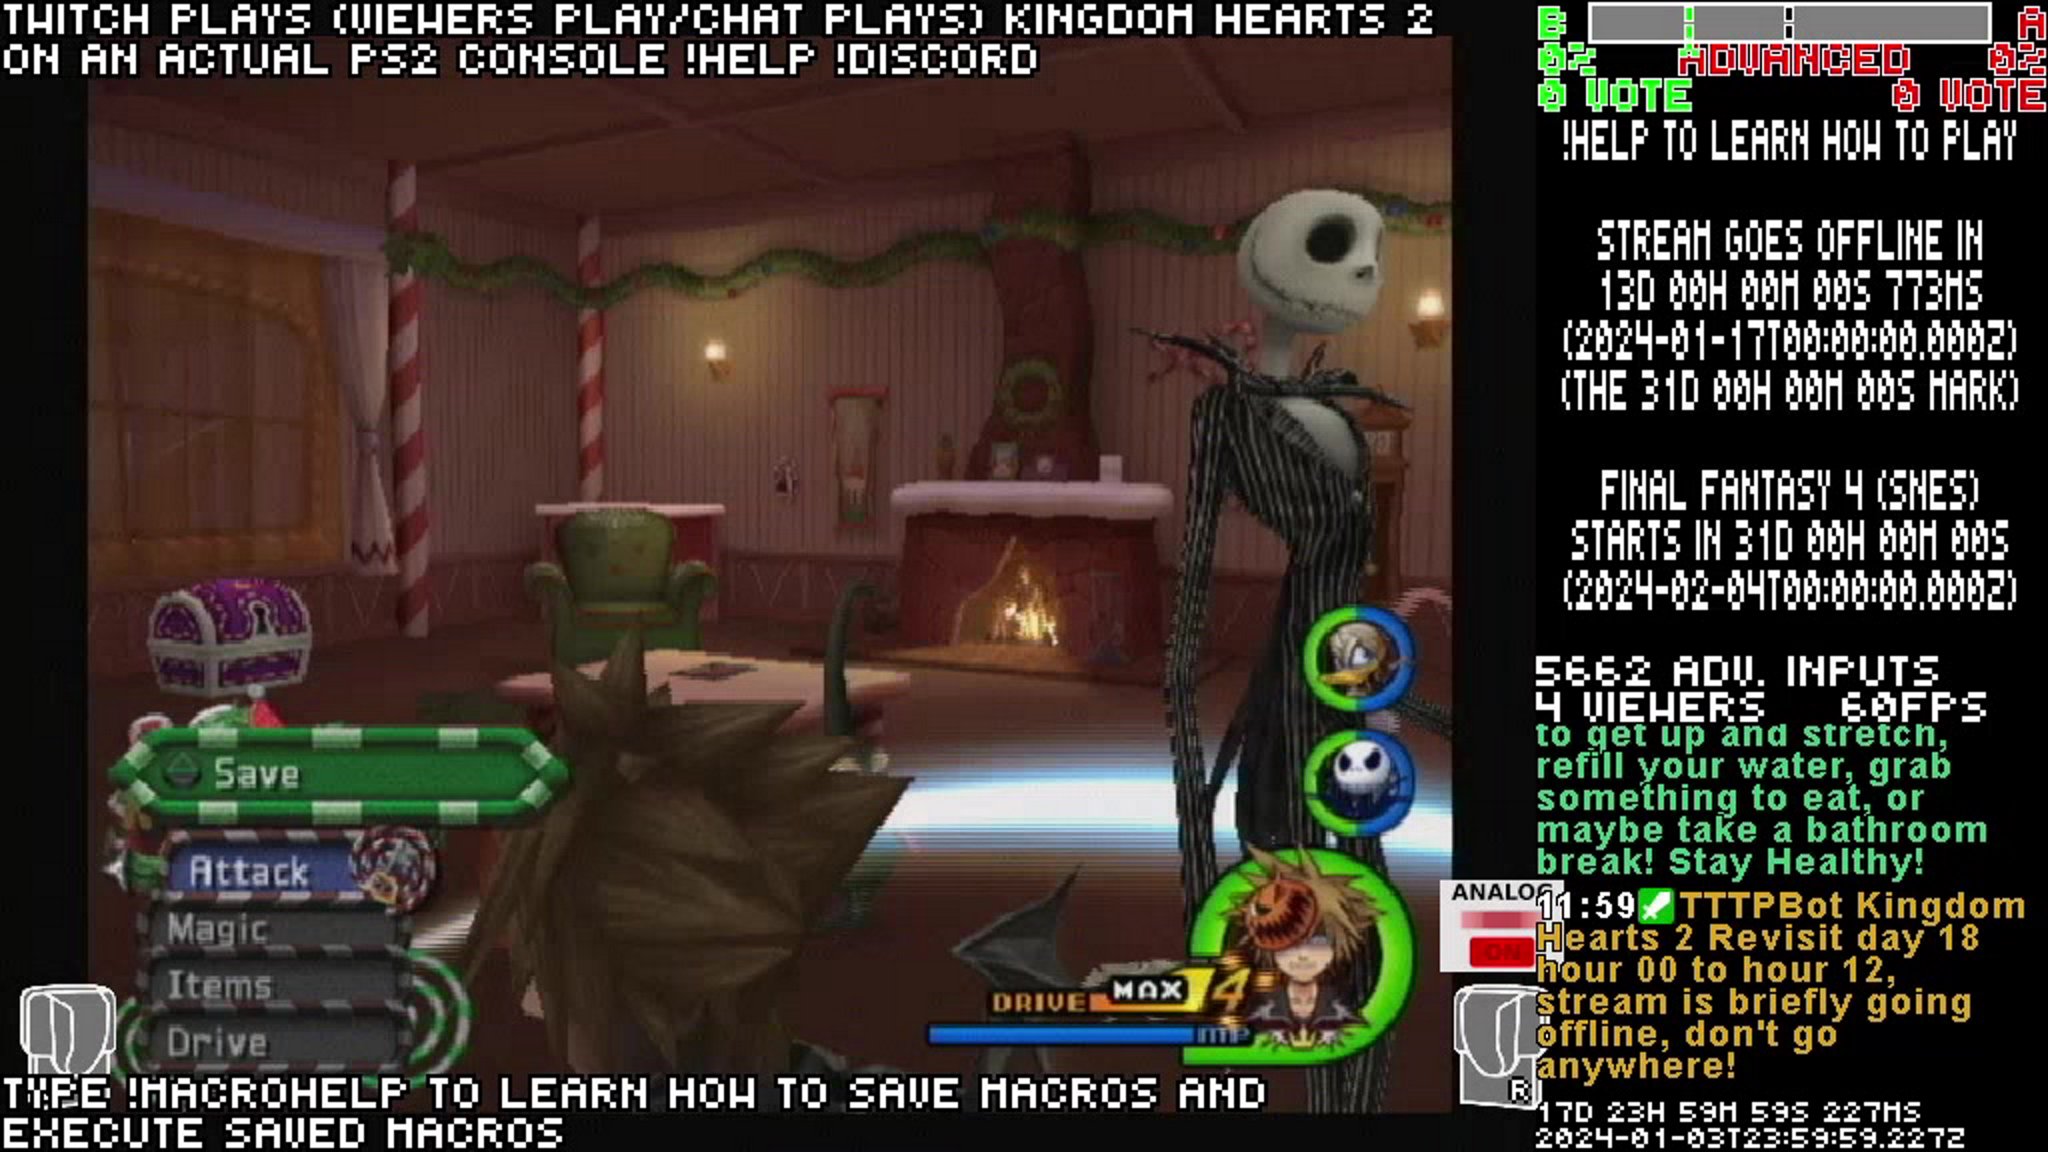 TWITCH PLAYS (VIEWERS PLAY/CHAT PLAYS) KINGDOM HEARTS 2
ON AN ACTUAL PS2 CONSOLE !HELP !DISCORD
B A
0% ADVANCED 0%
0 VOTE 0 VOTE
!HELP TO LEARN HOW TO PLAY
STREAM GOES OFFLINE IN
13D 00H 00M 00S 773MS
(2024-01-17T00:00:00.000Z)
(THE 31D 00H 00M 00S MARK)
FINAL FANTASY 4 (SNES)
STARTS IN 31D 00H 00M 00S
(2024-02-04T00:00:00.000Z)
5662 ADV. INPUTS
4 VIEWERS 60FPS
to get up and stretch,
refill your water, grab
something to eat, or
maybe take a bathroom
break! Stay Healthy!
11:59 TTTPBot Kingdom
Hearts 2 Revisit day 18
hour 00 to hour 12,
stream is briefly going
offline, don't go
anywhere!
17D 23H 59M 59S 227MS
2024-01-03T23:59:59.227Z
Save
Attack
Magic
Items
Drive
DRIVE MAX 4
MP
ANALOG
ON
R
TYPE !MACROHELP TO LEARN HOW TO SAVE MACROS AND
EXECUTE SAVED MACROS